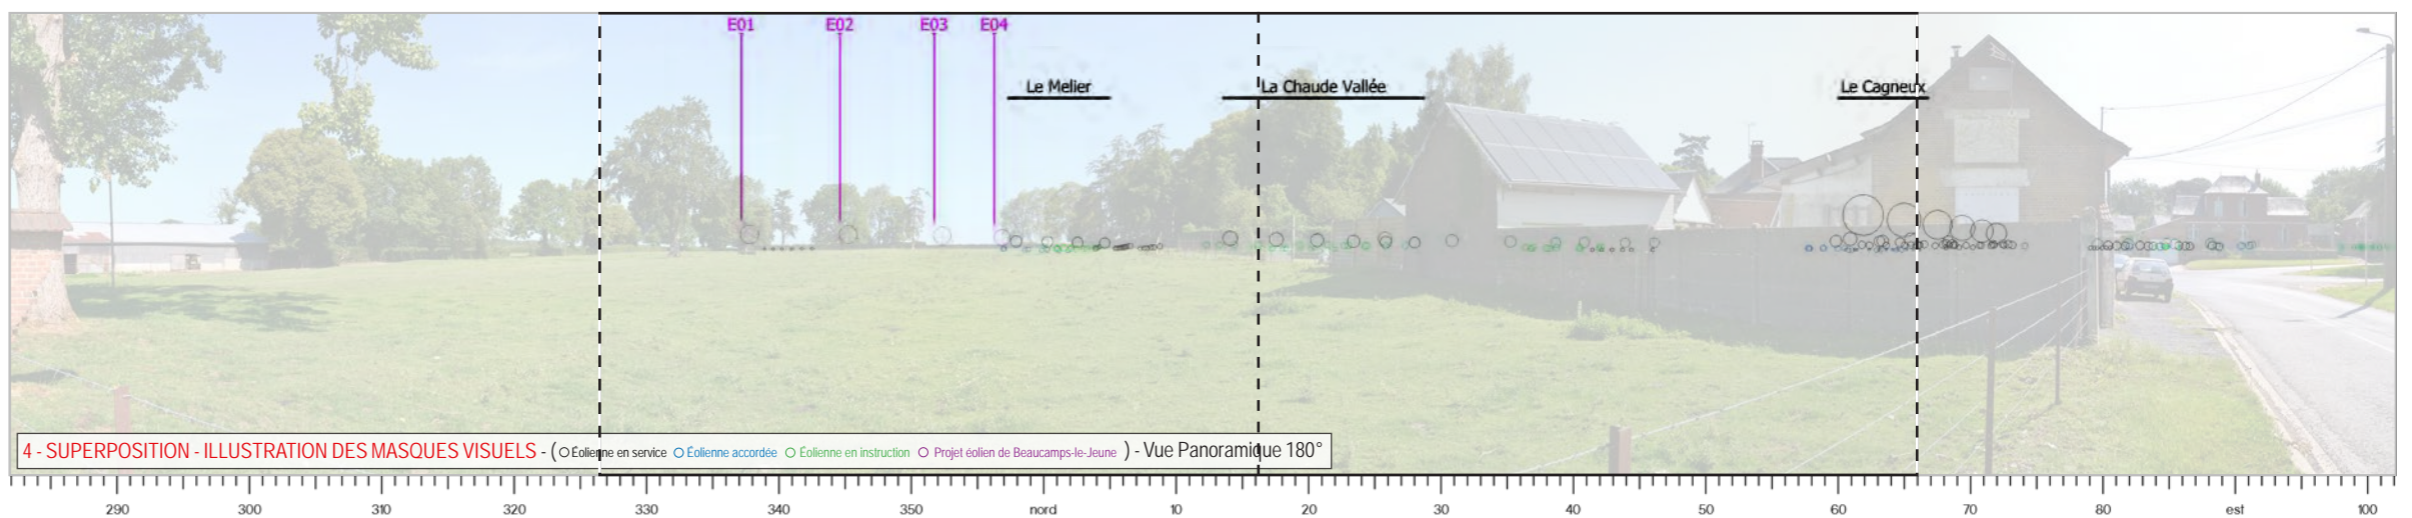 E01 E02 E03 E04
Le Melier La Chaude Vallée Le Cagneux
4 - SUPERPOSITION - ILLUSTRATION DES MASQUES VISUELS - ( Éolienne en service Éolienne accordée Éolienne en instruction Projet éolien de Beaucamps-le-Jeune ) - Vue Panoramique 180°
290 300 310 320 330 340 350 nord 10 20 30 40 50 60 70 80 est 100